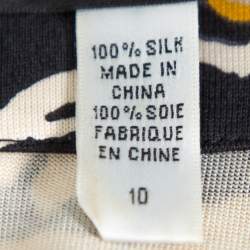 100% SILK
MADE IN
CHINA
100% SOIE
FABRIQUE
EN CHINE
10